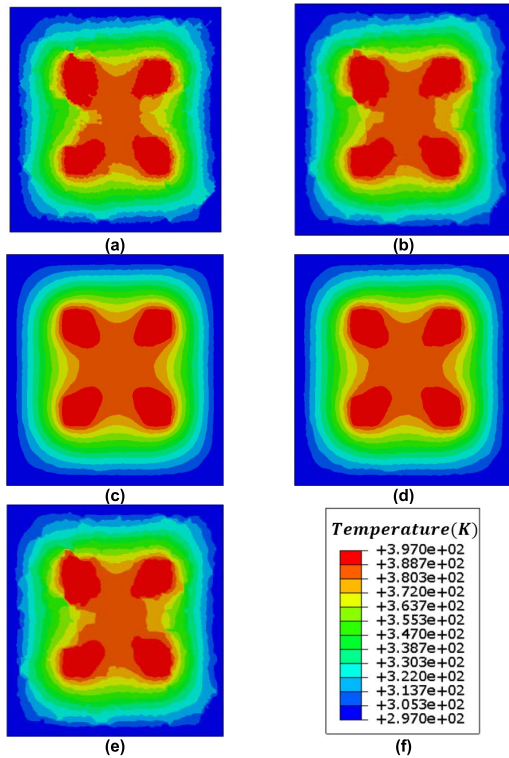 (a)
(b)
(c)
(d)
Temperature(K)
+3.970e+02
+3.887e+02
+3.803e+02
+3.720e+02
+3.637e+02
+3.553e+02
+3.470e+02
+3.387e+02
+3.303e+02
+3.220e+02
+3.137e+02
+3.053e+02
+2.970e+02
(e)
(f)